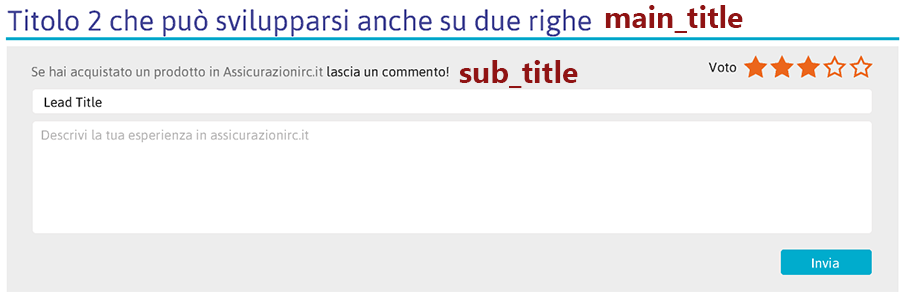 Titolo 2 che può svilupparsi anche su due righe main_title
Se hai acquistato un prodotto in Assicurazionirc.it lascia un commento! sub_title Voto
Lead Title
Descrivi la tua esperienza in assicurazionirc.it
Invia